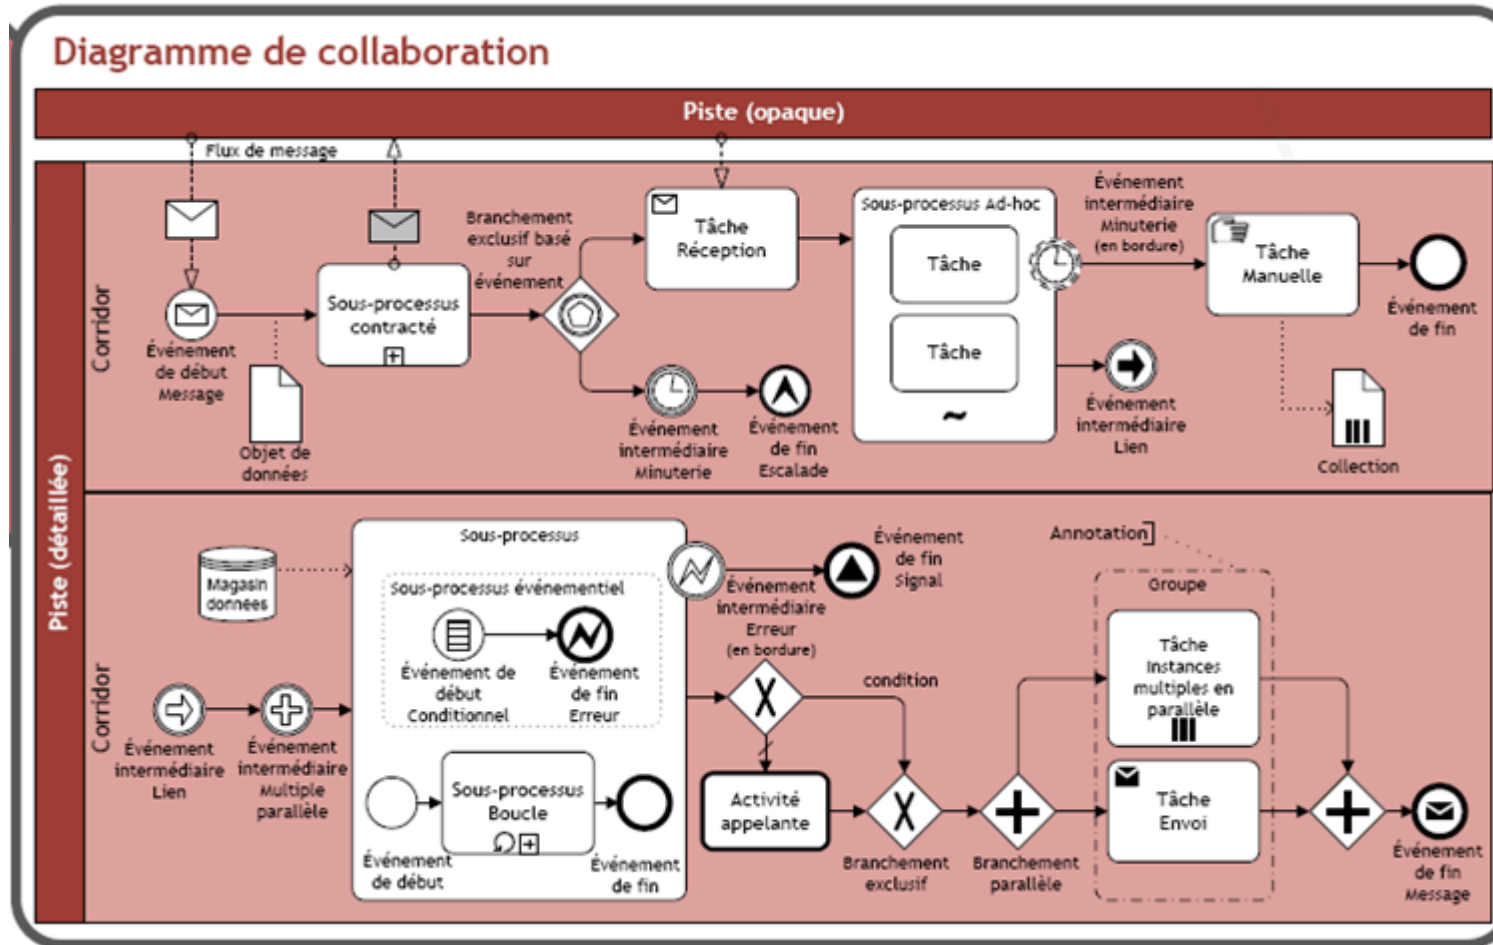 Diagramme de collaboration
Piste (opaque)
Piste (détaillée)
Corridor
Flux de message
Événement
de début
Message
Objet de
données
Sous-processus
contracté
Branchement
exclusif basé
sur
événement
Tâche
Réception
Événement
intermédiaire
Minuterie
Événement
de fin
Escalade
Sous-processus Ad-hoc
Tâche
Tâche
Événement
intermédiaire
Minuterie
(en bordure)
Événement
intermédiaire
Lien
Tâche
Manuelle
Événement
de fin
Collection
Corridor
Magasin
données
Événement
intermédiaire
Lien
Événement
intermédiaire
Multiple
parallèle
Sous-processus
Sous-processus événementiel
Événement de
début
Conditionnel
Événement
de fin
Erreur
Événement
de début
Sous-processus
Boucle
Événement
de fin
Événement
intermédiaire
Erreur
(en bordure)
Événement
de fin
Signal
condition
Activité
appelante
Branchement
exclusif
Branchement
parallèle
Annotation
Groupe
Tâche
Instances
multiples en
parallèle
Tâche
Envoi
Événement
de fin
Message